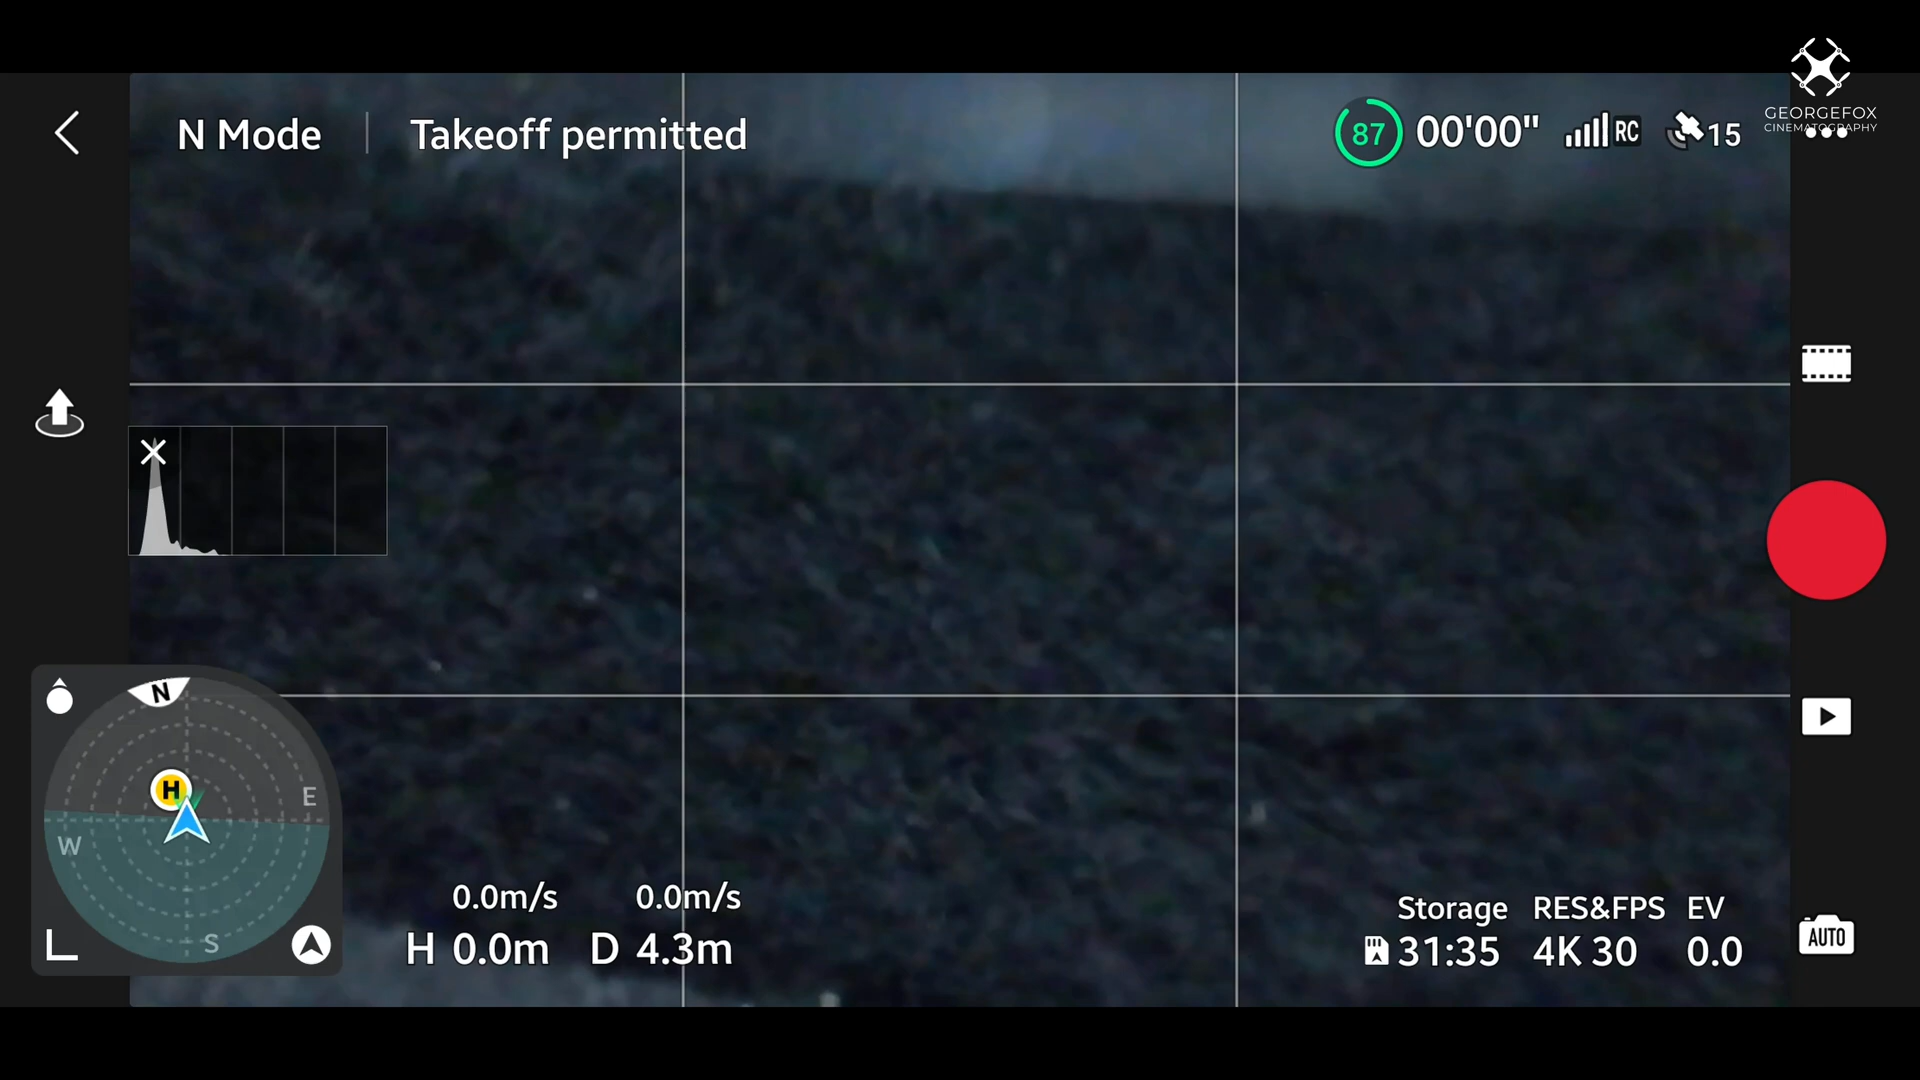 N Mode
Takeoff permitted
87
00'00"
RC
15
GEORGEFOX
CINEMATOGRAPHY
N
H
E
W
S
0.0m/s
0.0m/s
H 0.0m
D 4.3m
Storage
RES&FPS
EV
31:35
4K 30
0.0
AUTO